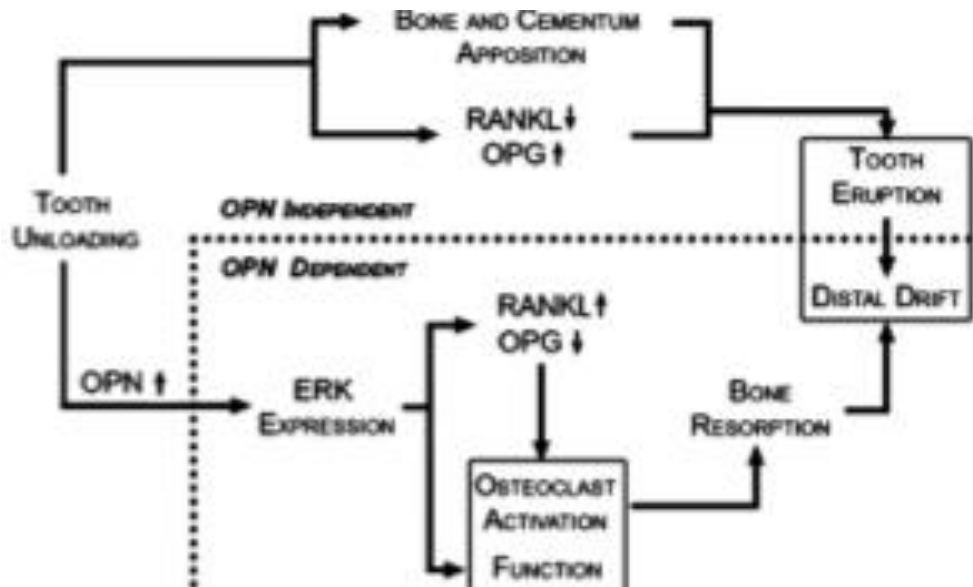 BONE AND CEMENTUM
APPOSITION
RANKL↓
OPG↑
TOOTH
UNLOADING
OPN INDEPENDENT
TOOTH
ERUPTION
DISTAL DRIFT
OPN DEPENDENT
RANKL↑
OPG↓
OPN↑
ERK
EXPRESSION
BONE
RESORPTION
OSTEOCLAST
ACTIVATION
FUNCTION